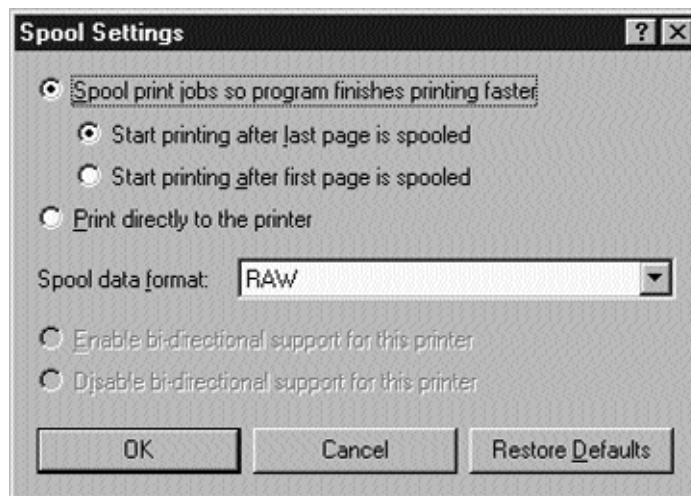 Spool Settings
Spool print jobs so program finishes printing faster
Start printing after last page is spooled
Start printing after first page is spooled
Print directly to the printer
Spool data format: RAW
Enable bi-directional support for this printer
Disable bi-directional support for this printer
OK Cancel Restore Defaults